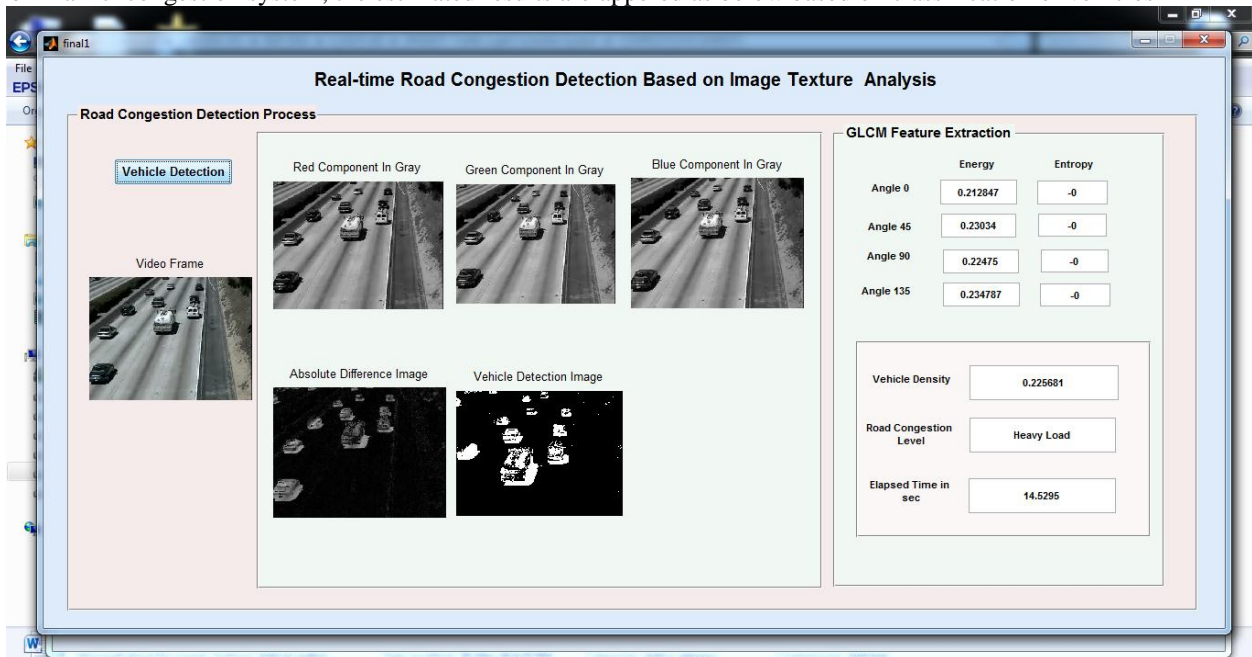 final1
File
EPS
Real-time Road Congestion Detection Based on Image Texture Analysis
Road Congestion Detection Process
Vehicle Detection
Video Frame
Red Component In Gray
Green Component In Gray
Blue Component In Gray
Absolute Difference Image
Vehicle Detection Image
GLCM Feature Extraction
Energy Entropy
Angle 0 0.212847 -0
Angle 45 0.23034 -0
Angle 90 0.22475 -0
Angle 135 0.234787 -0
Vehicle Density 0.225681
Road Congestion
Level
Heavy Load
Elapsed Time in
sec
14.5295